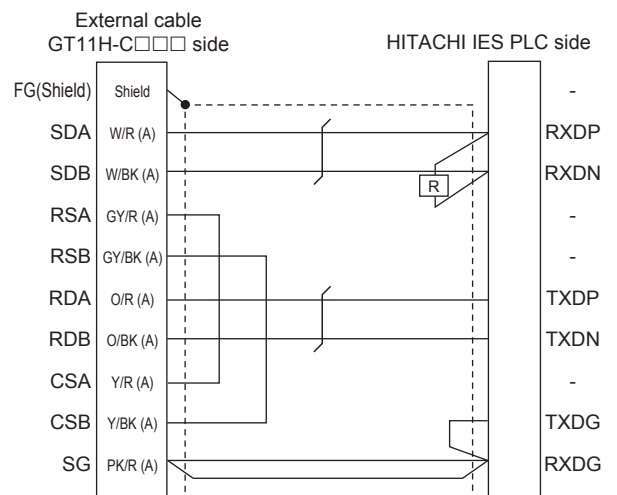 External cable
GT11H-C□□□ side
HITACHI IES PLC side
FG(Shield) Shield -
SDA W/R (A) RXDP
SDB W/BK (A) R RXDN
RSA GY/R (A) -
RSB GY/BK (A) -
RDA O/R (A) TXDP
RDB O/BK (A) TXDN
CSA Y/R (A) -
CSB Y/BK (A) TXDG
SG PK/R (A) RXDG